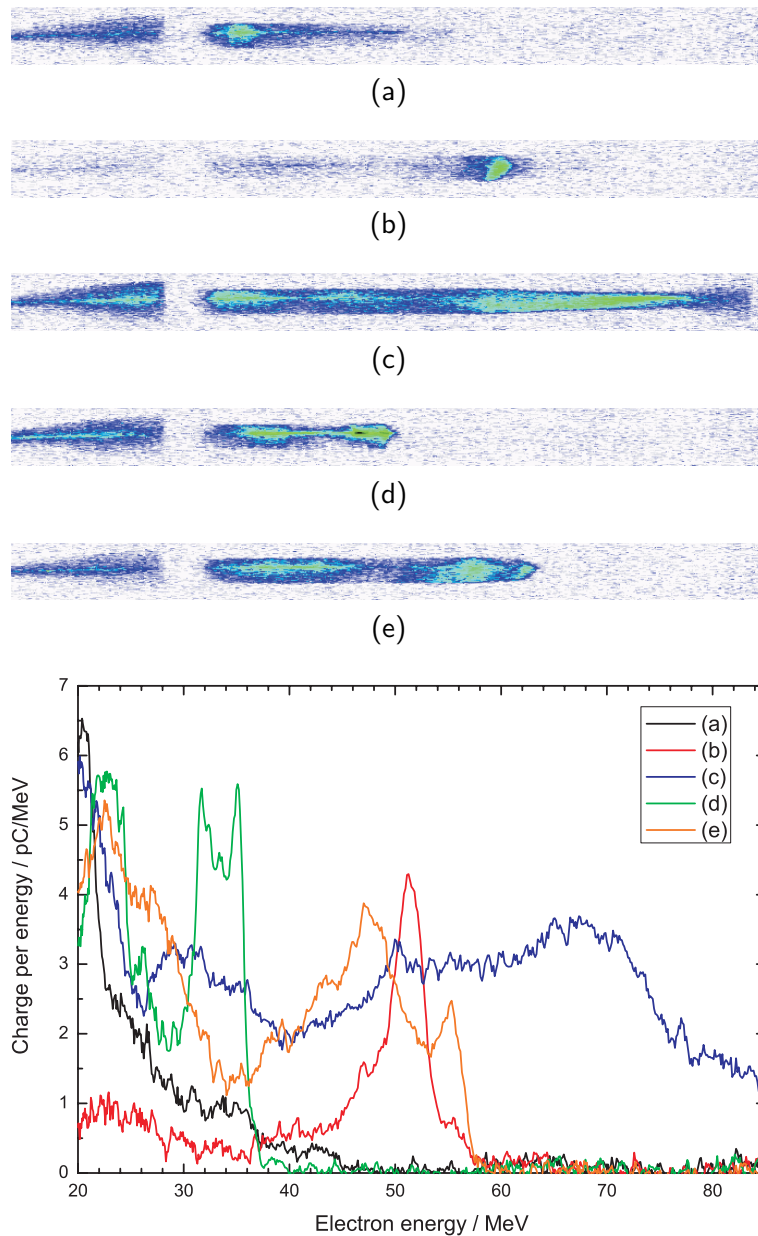 (a)
(b)
(c)
(d)
(e)
7
6
5
4
3
2
1
0
Charge per energy / pC/MeV
(a)
(b)
(c)
(d)
(e)
20 30 40 50 60 70 80
Electron energy / MeV